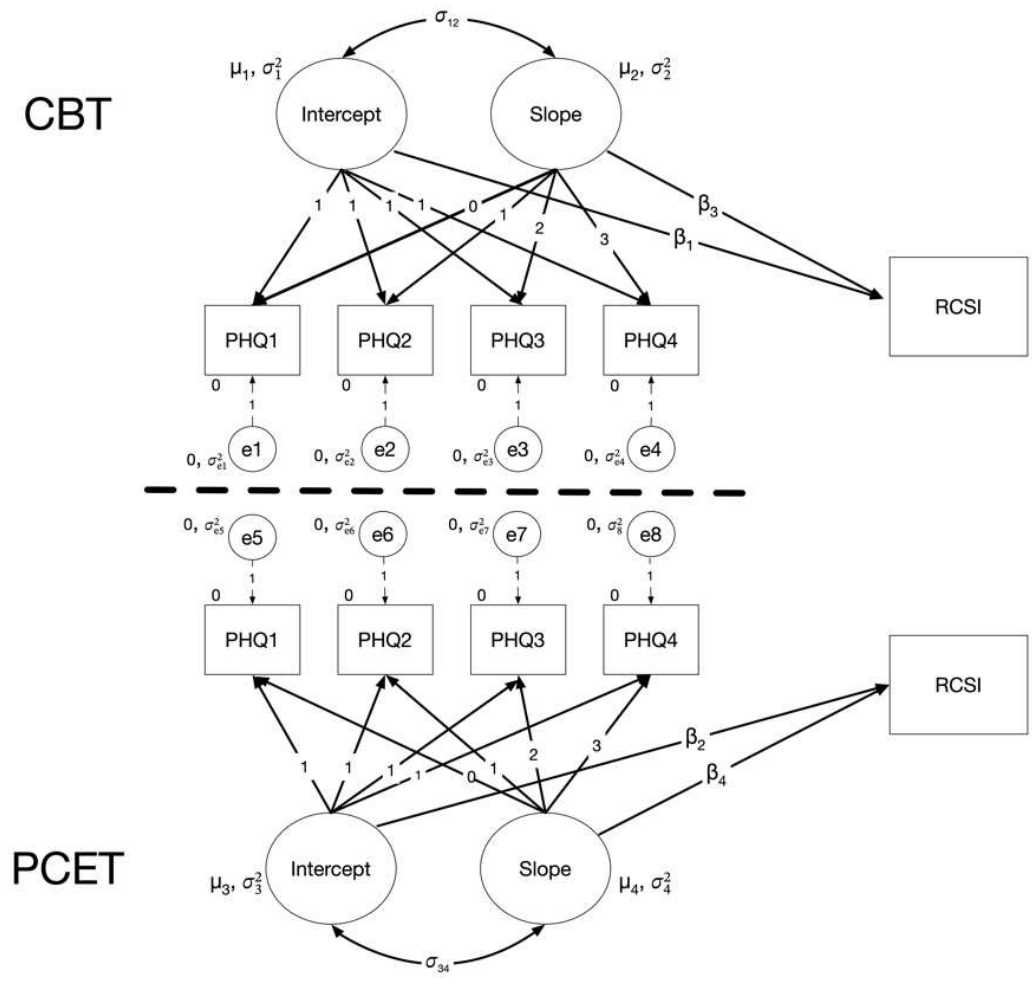 σ₁₂
μ₁, σ₁²
μ₂, σ₂²
CBT
Intercept
Slope
1 1 1 1 0 1 2 3
β₃
β₁
RCSI
PHQ1 PHQ2 PHQ3 PHQ4
0 0 0 0
1 1 1 1
e1 e2 e3 e4
0, σ²ₑ₁ 0, σ²ₑ₂ 0, σ²ₑ₃ 0, σ²ₑ₄
0, σ²ₑ₅ 0, σ²ₑ₆ 0, σ²ₑ₇ 0, σ²₈
e5 e6 e7 e8
1 1 1 1
0 0 0 0
PHQ1 PHQ2 PHQ3 PHQ4
RCSI
β₂
β₄
1 1 1 1 0 1 2 3
PCET
Intercept
Slope
μ₃, σ₃²
μ₄, σ₄²
σ₃₄